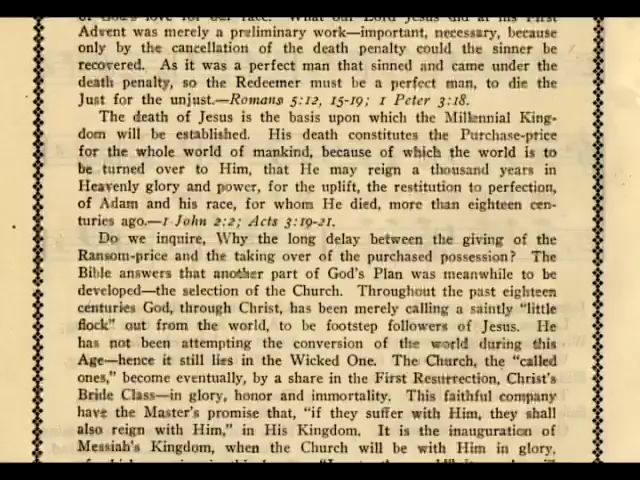 of God's love for our race. What our Lord Jesus did at His First
Advent was merely a preliminary work—important, necessary, because
only by the cancellation of the death penalty could the sinner be
recovered. As it was a perfect man that sinned and came under the
death penalty, so the Redeemer must be a perfect man, to die the
Just for the unjust.—Romans 5:12, 15-19; 1 Peter 3:18.
The death of Jesus is the basis upon which the Millennial King-
dom will be established. His death constitutes the Purchase-price
for the whole world of mankind, because of which the world is to
be turned over to Him, that He may reign a thousand years in
Heavenly glory and power, for the uplift, the restitution to perfection,
of Adam and his race, for whom He died, more than eighteen cen-
turies ago.—1 John 2:2; Acts 3:19-21.
Do we inquire, Why the long delay between the giving of the
Ransom-price and the taking over of the purchased possession? The
Bible answers that another part of God's Plan was meanwhile to be
developed—the selection of the Church. Throughout the past eighteen
centuries God, through Christ, has been merely calling a saintly "little
flock" out from the world, to be footstep followers of Jesus. He
has not been attempting the conversion of the world during this
Age—hence it still lies in the Wicked One. The Church, the "called
ones," become eventually, by a share in the First Resurrection, Christ's
Bride Class—in glory, honor and immortality. This faithful company
have the Master's promise that, "if they suffer with Him, they shall
also reign with Him," in His Kingdom. It is the inauguration of
Messiah's Kingdom, when the Church will be with Him in glory,